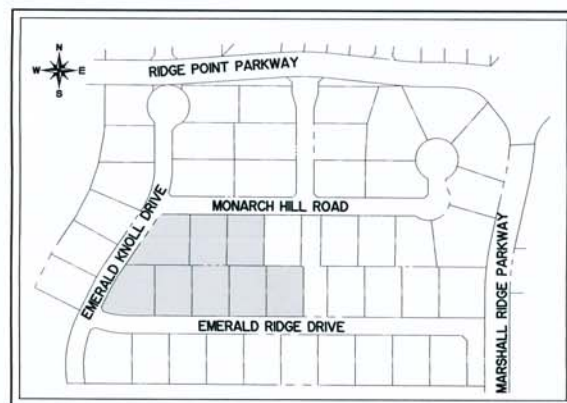 N
W E
S
RIDGE POINT PARKWAY
MONARCH HILL ROAD
EMERALD KNOLL DRIVE
EMERALD RIDGE DRIVE
MARSHALL RIDGE PARKWAY